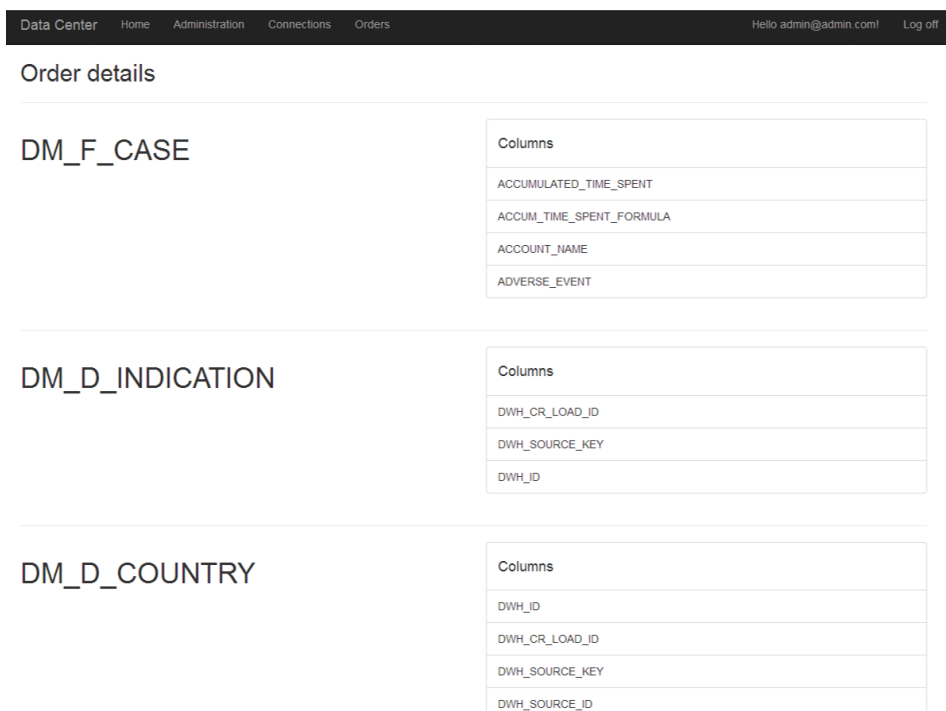 Data Center Home Administration Connections Orders Hello admin@admin.com! Log off
Order details
DM_F_CASE
Columns
ACCUMULATED_TIME_SPENT
ACCUM_TIME_SPENT_FORMULA
ACCOUNT_NAME
ADVERSE_EVENT
DM_D_INDICATION
Columns
DWH_CR_LOAD_ID
DWH_SOURCE_KEY
DWH_ID
DM_D_COUNTRY
Columns
DWH_ID
DWH_CR_LOAD_ID
DWH_SOURCE_KEY
DWH_SOURCE_ID